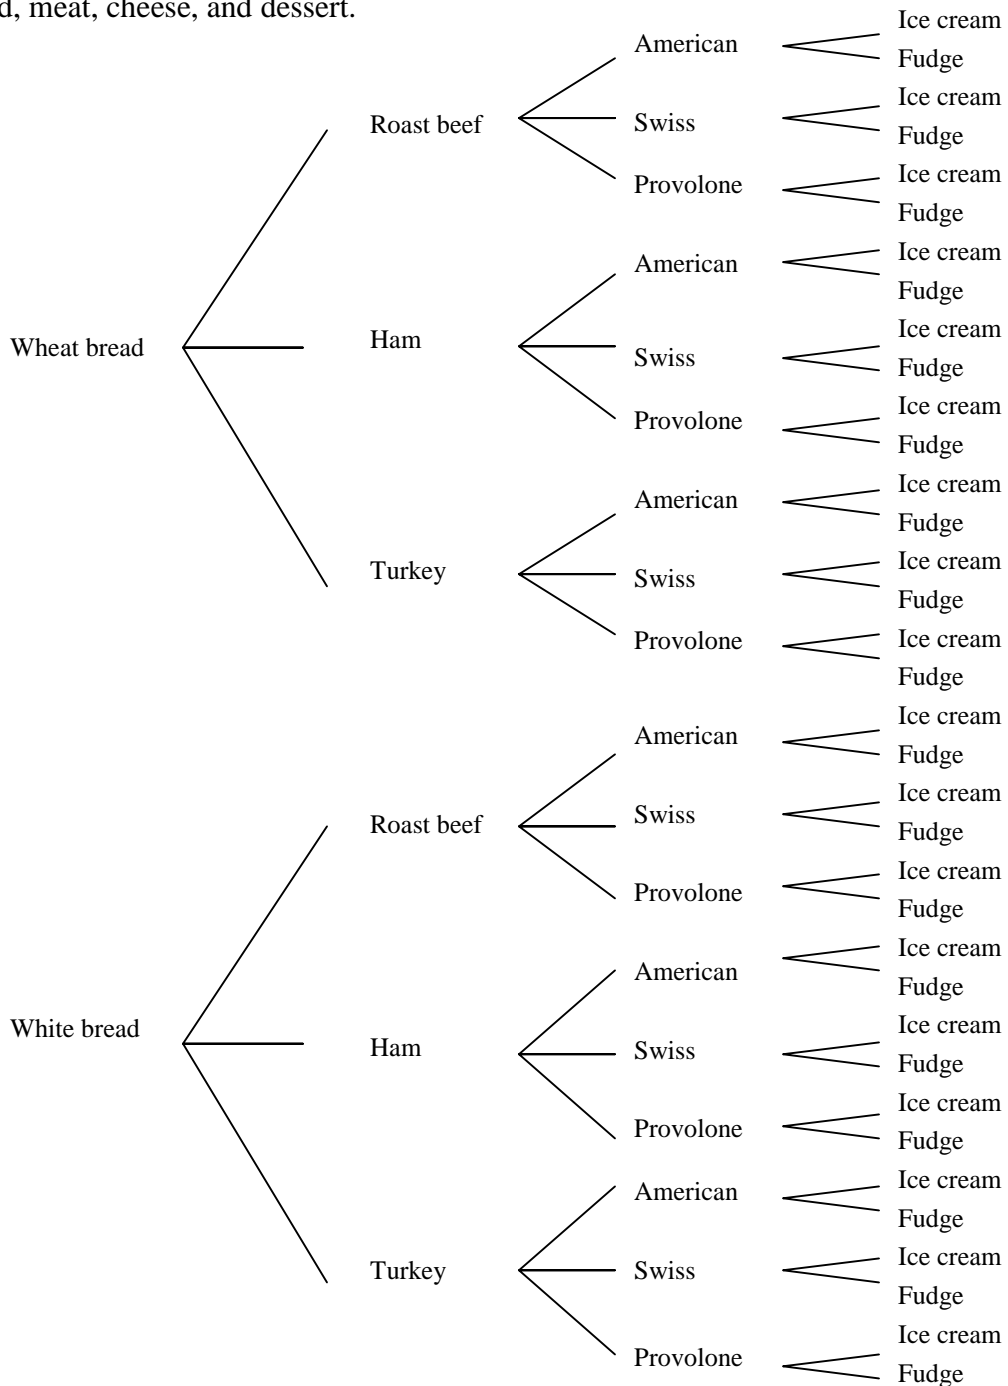 d, meat, cheese, and dessert.
Ice cream
American
Fudge
Ice cream
Roast beef
Swiss
Fudge
Ice cream
Provolone
Fudge
Ice cream
American
Fudge
Ice cream
Wheat bread
Ham
Swiss
Fudge
Ice cream
Provolone
Fudge
Ice cream
American
Fudge
Ice cream
Turkey
Swiss
Fudge
Ice cream
Provolone
Fudge
Ice cream
American
Fudge
Ice cream
Roast beef
Swiss
Fudge
Ice cream
Provolone
Fudge
Ice cream
American
Fudge
Ice cream
White bread
Ham
Swiss
Fudge
Ice cream
Provolone
Fudge
Ice cream
American
Fudge
Ice cream
Turkey
Swiss
Fudge
Ice cream
Provolone
Fudge